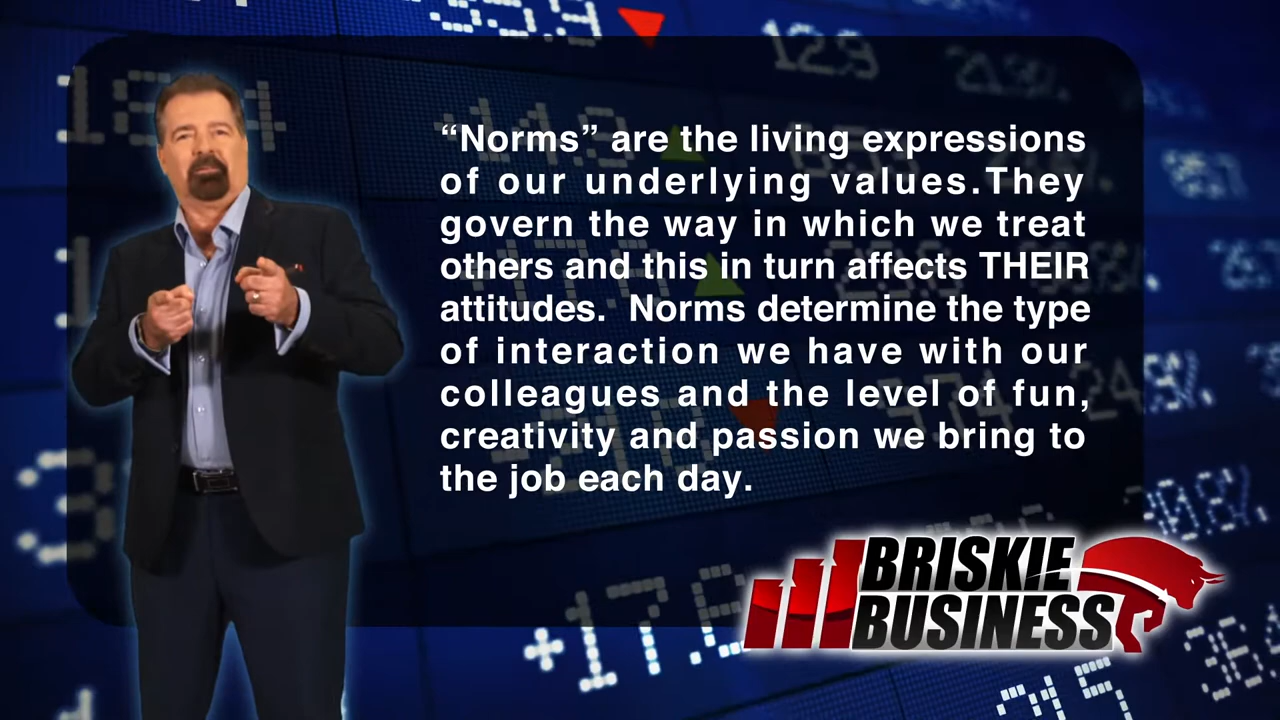 “Norms” are the living expressions
of our underlying values.They
govern the way in which we treat
others and this in turn affects THEIR
attitudes.  Norms determine the type
of interaction we have with our
colleagues and the level of fun,
creativity and passion we bring to
the job each day.
BRISKIE
BUSINESS